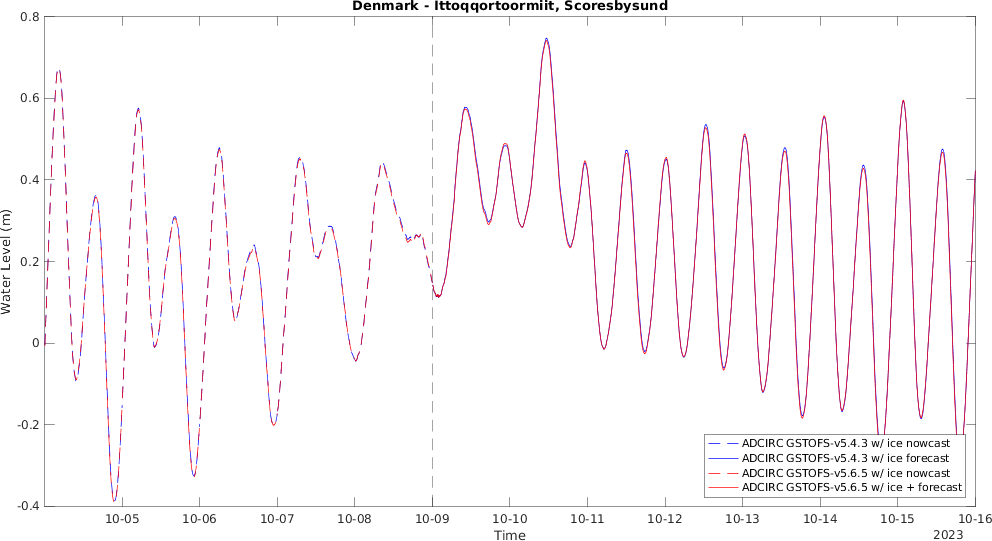 Denmark - Ittoqqortoormiit, Scoresbysund
Water Level (m)
0.8
0.6
0.4
0.2
0
-0.2
-0.4
10-05 10-06 10-07 10-08 10-09 10-10 10-11 10-12 10-13 10-14 10-15 10-16
Time
2023
ADCIRC GSTOFS-v5.4.3 w/ ice nowcast
ADCIRC GSTOFS-v5.4.3 w/ ice forecast
ADCIRC GSTOFS-v5.6.5 w/ ice nowcast
ADCIRC GSTOFS-v5.6.5 w/ ice + forecast